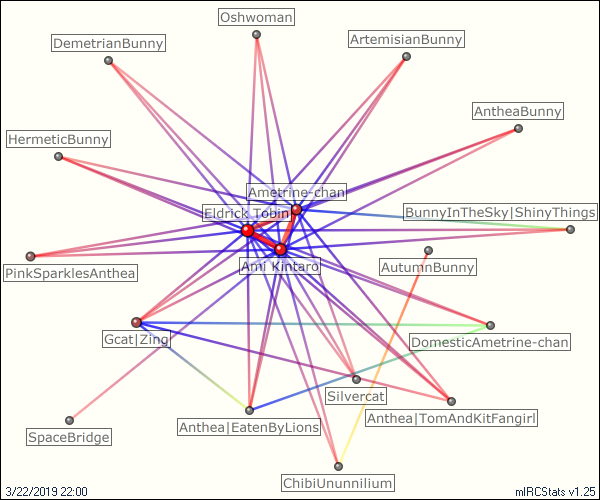 Oshwoman
DemetrianBunny
ArtemisianBunny
AntheaBunny
HermeticBunny
Ametrine-chan
Eldrick Tobin
BunnyInTheSky|ShinyThings
Ami Kintaro
AutumnBunny
PinkSparklesAnthea
Gcat|Zing
DomesticAmetrine-chan
Silvercat
Anthea|TomAndKitFangirl
Anthea|EatenByLions
SpaceBridge
ChibiUnunnilium
3/22/2019 22:00
mIRCStats v1.25